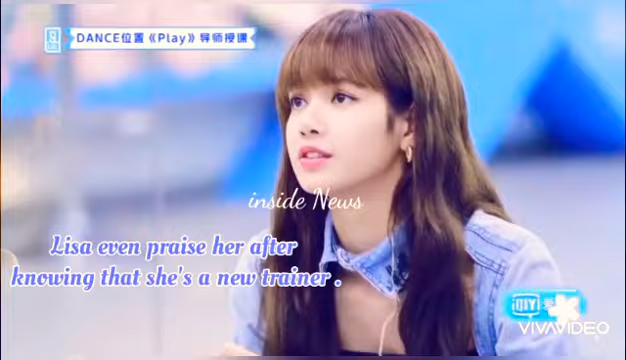 DANCE位置《Play》导师授课
inside News
Lisa even praise her after
knowing that she's a new trainer .
iQIYI
VIVAVIDEO